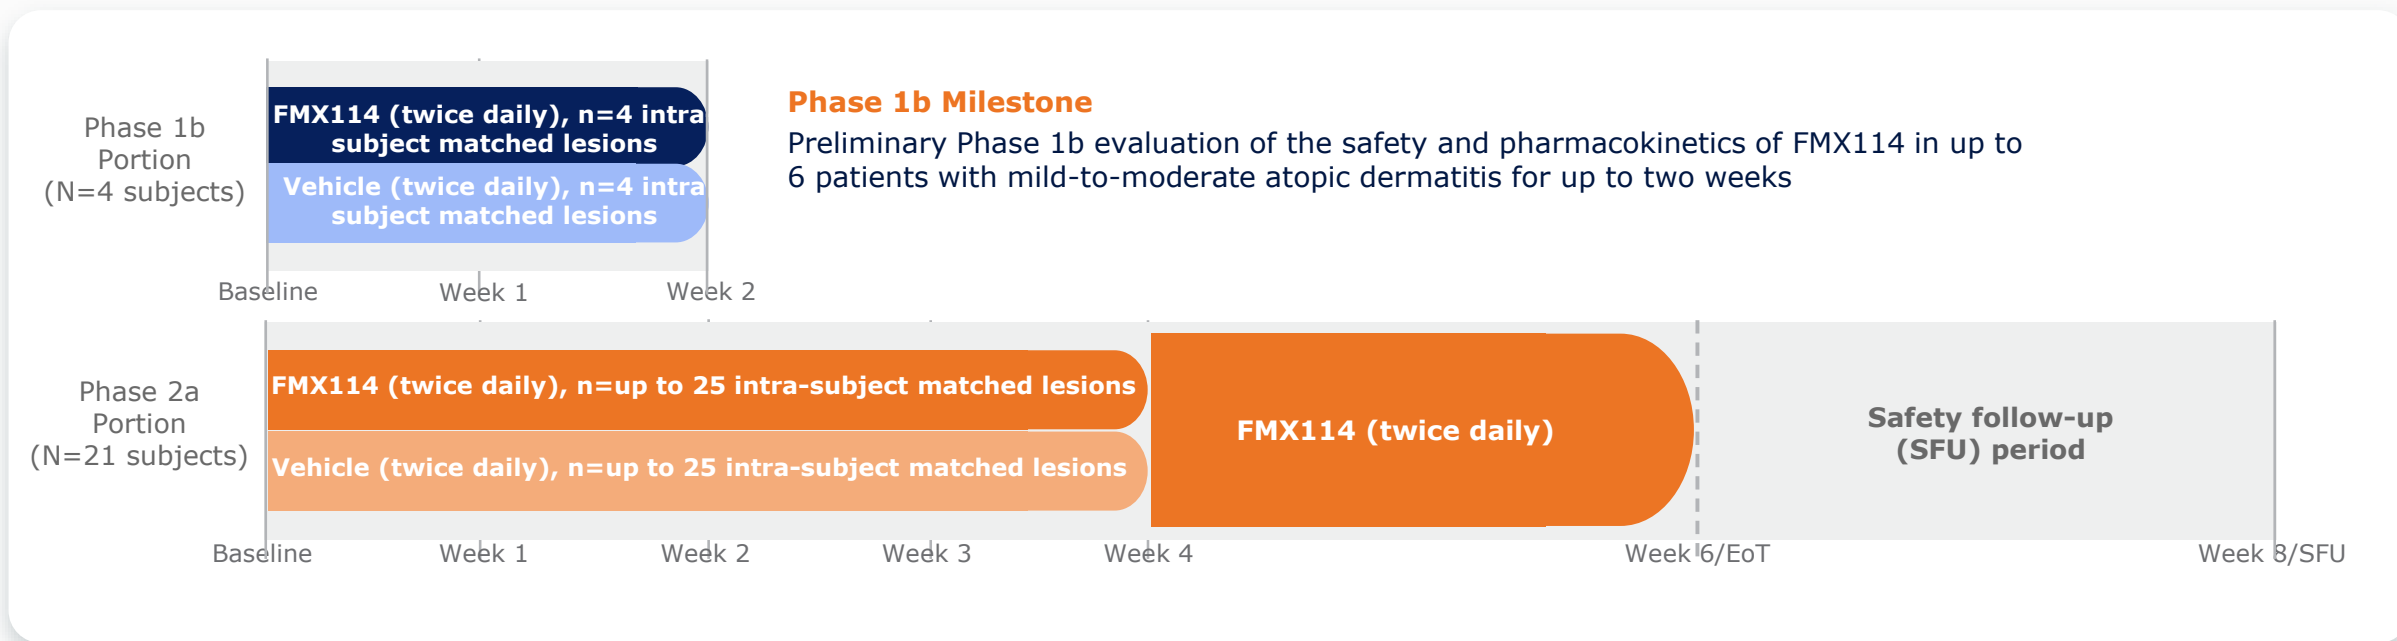 Phase 1b
Portion
(N=4 subjects)
FMX114 (twice daily), n=4 intra
subject matched lesions
Vehicle (twice daily), n=4 intra
subject matched lesions
Baseline
Week 1
Week 2
Phase 1b Milestone
Preliminary Phase 1b evaluation of the safety and pharmacokinetics of FMX114 in up to
6 patients with mild-to-moderate atopic dermatitis for up to two weeks
Phase 2a
Portion
(N=21 subjects)
FMX114 (twice daily), n=up to 25 intra-subject matched lesions
Vehicle (twice daily), n=up to 25 intra-subject matched lesions
FMX114 (twice daily)
Safety follow-up
(SFU) period
Baseline
Week 1
Week 2
Week 3
Week 4
Week 6/EoT
Week 8/SFU